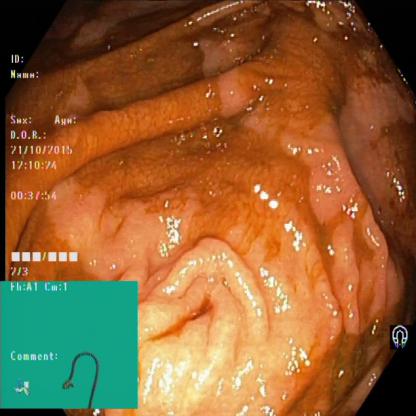 ID:
Name:
Sex: Age:
D.O.B.:
21/10/2015
12:10:24
00:37:54
/
2/3
Eh:A1 Cm:1
Comment: